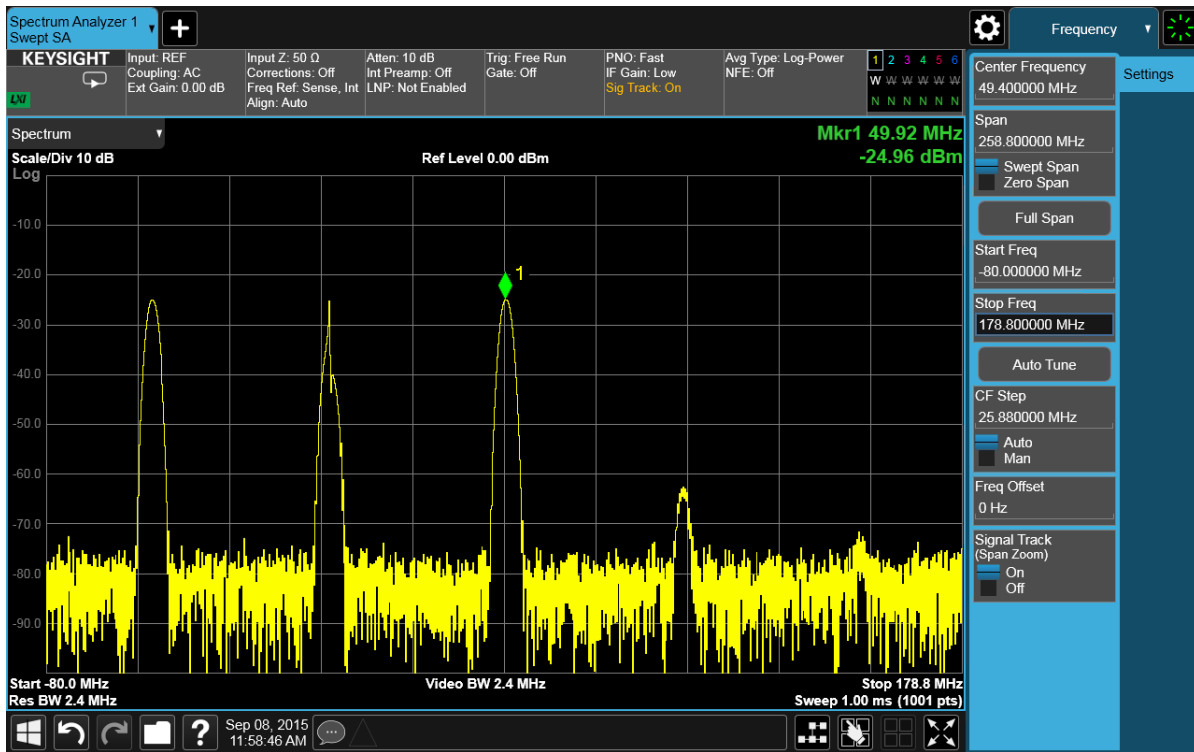 Spectrum Analyzer 1
Swept SA
Frequency
KEYSIGHT
LXI
Input: REF
Coupling: AC
Ext Gain: 0.00 dB
Input Z: 50 Ω
Corrections: Off
Freq Ref: Sense, Int
Align: Auto
Atten: 10 dB
Int Preamp: Off
LNP: Not Enabled
Trig: Free Run
Gate: Off
PNO: Fast
IF Gain: Low
Sig Track: On
Avg Type: Log-Power
NFE: Off
1 2 3 4 5 6
W W W W W W
N N N N N N
Spectrum
Scale/Div 10 dB
Log
Ref Level 0.00 dBm
Mkr1 49.92 MHz
-24.96 dBm
1
-10.0
-20.0
-30.0
-40.0
-50.0
-60.0
-70.0
-80.0
-90.0
Start -80.0 MHz
Res BW 2.4 MHz
Video BW 2.4 MHz
Stop 178.8 MHz
Sweep 1.00 ms (1001 pts)
Center Frequency
49.400000 MHz
Span
258.800000 MHz
Swept Span
Zero Span
Full Span
Start Freq
-80.000000 MHz
Stop Freq
178.800000 MHz
Auto Tune
CF Step
25.880000 MHz
Auto
Man
Freq Offset
0 Hz
Signal Track
(Span Zoom)
On
Off
Settings
?
Sep 08, 2015
11:58:46 AM